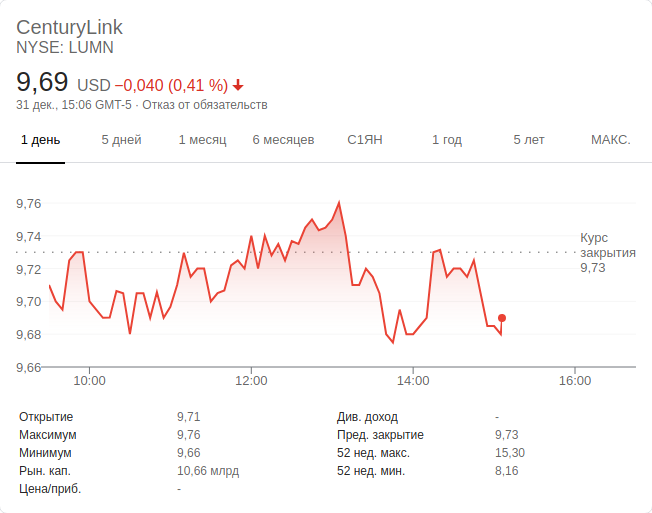 CenturyLink
NYSE: LUMN
9,69 USD −0,040 (0,41 %)
31 дек., 15:06 GMT-5 · Отказ от обязательств
1 день 5 дней 1 месяц 6 месяцев С1ЯН 1 год 5 лет МАКС.
9,76
9,74
Курс
закрытия
9,73
9,72
9,70
9,68
9,66
10:00 12:00 14:00 16:00
Открытие 9,71 Див. доход -
Максимум 9,76 Пред. закрытие 9,73
Минимум 9,66 52 нед. макс. 15,30
Рын. кап. 10,66 млрд 52 нед. мин. 8,16
Цена/приб. -